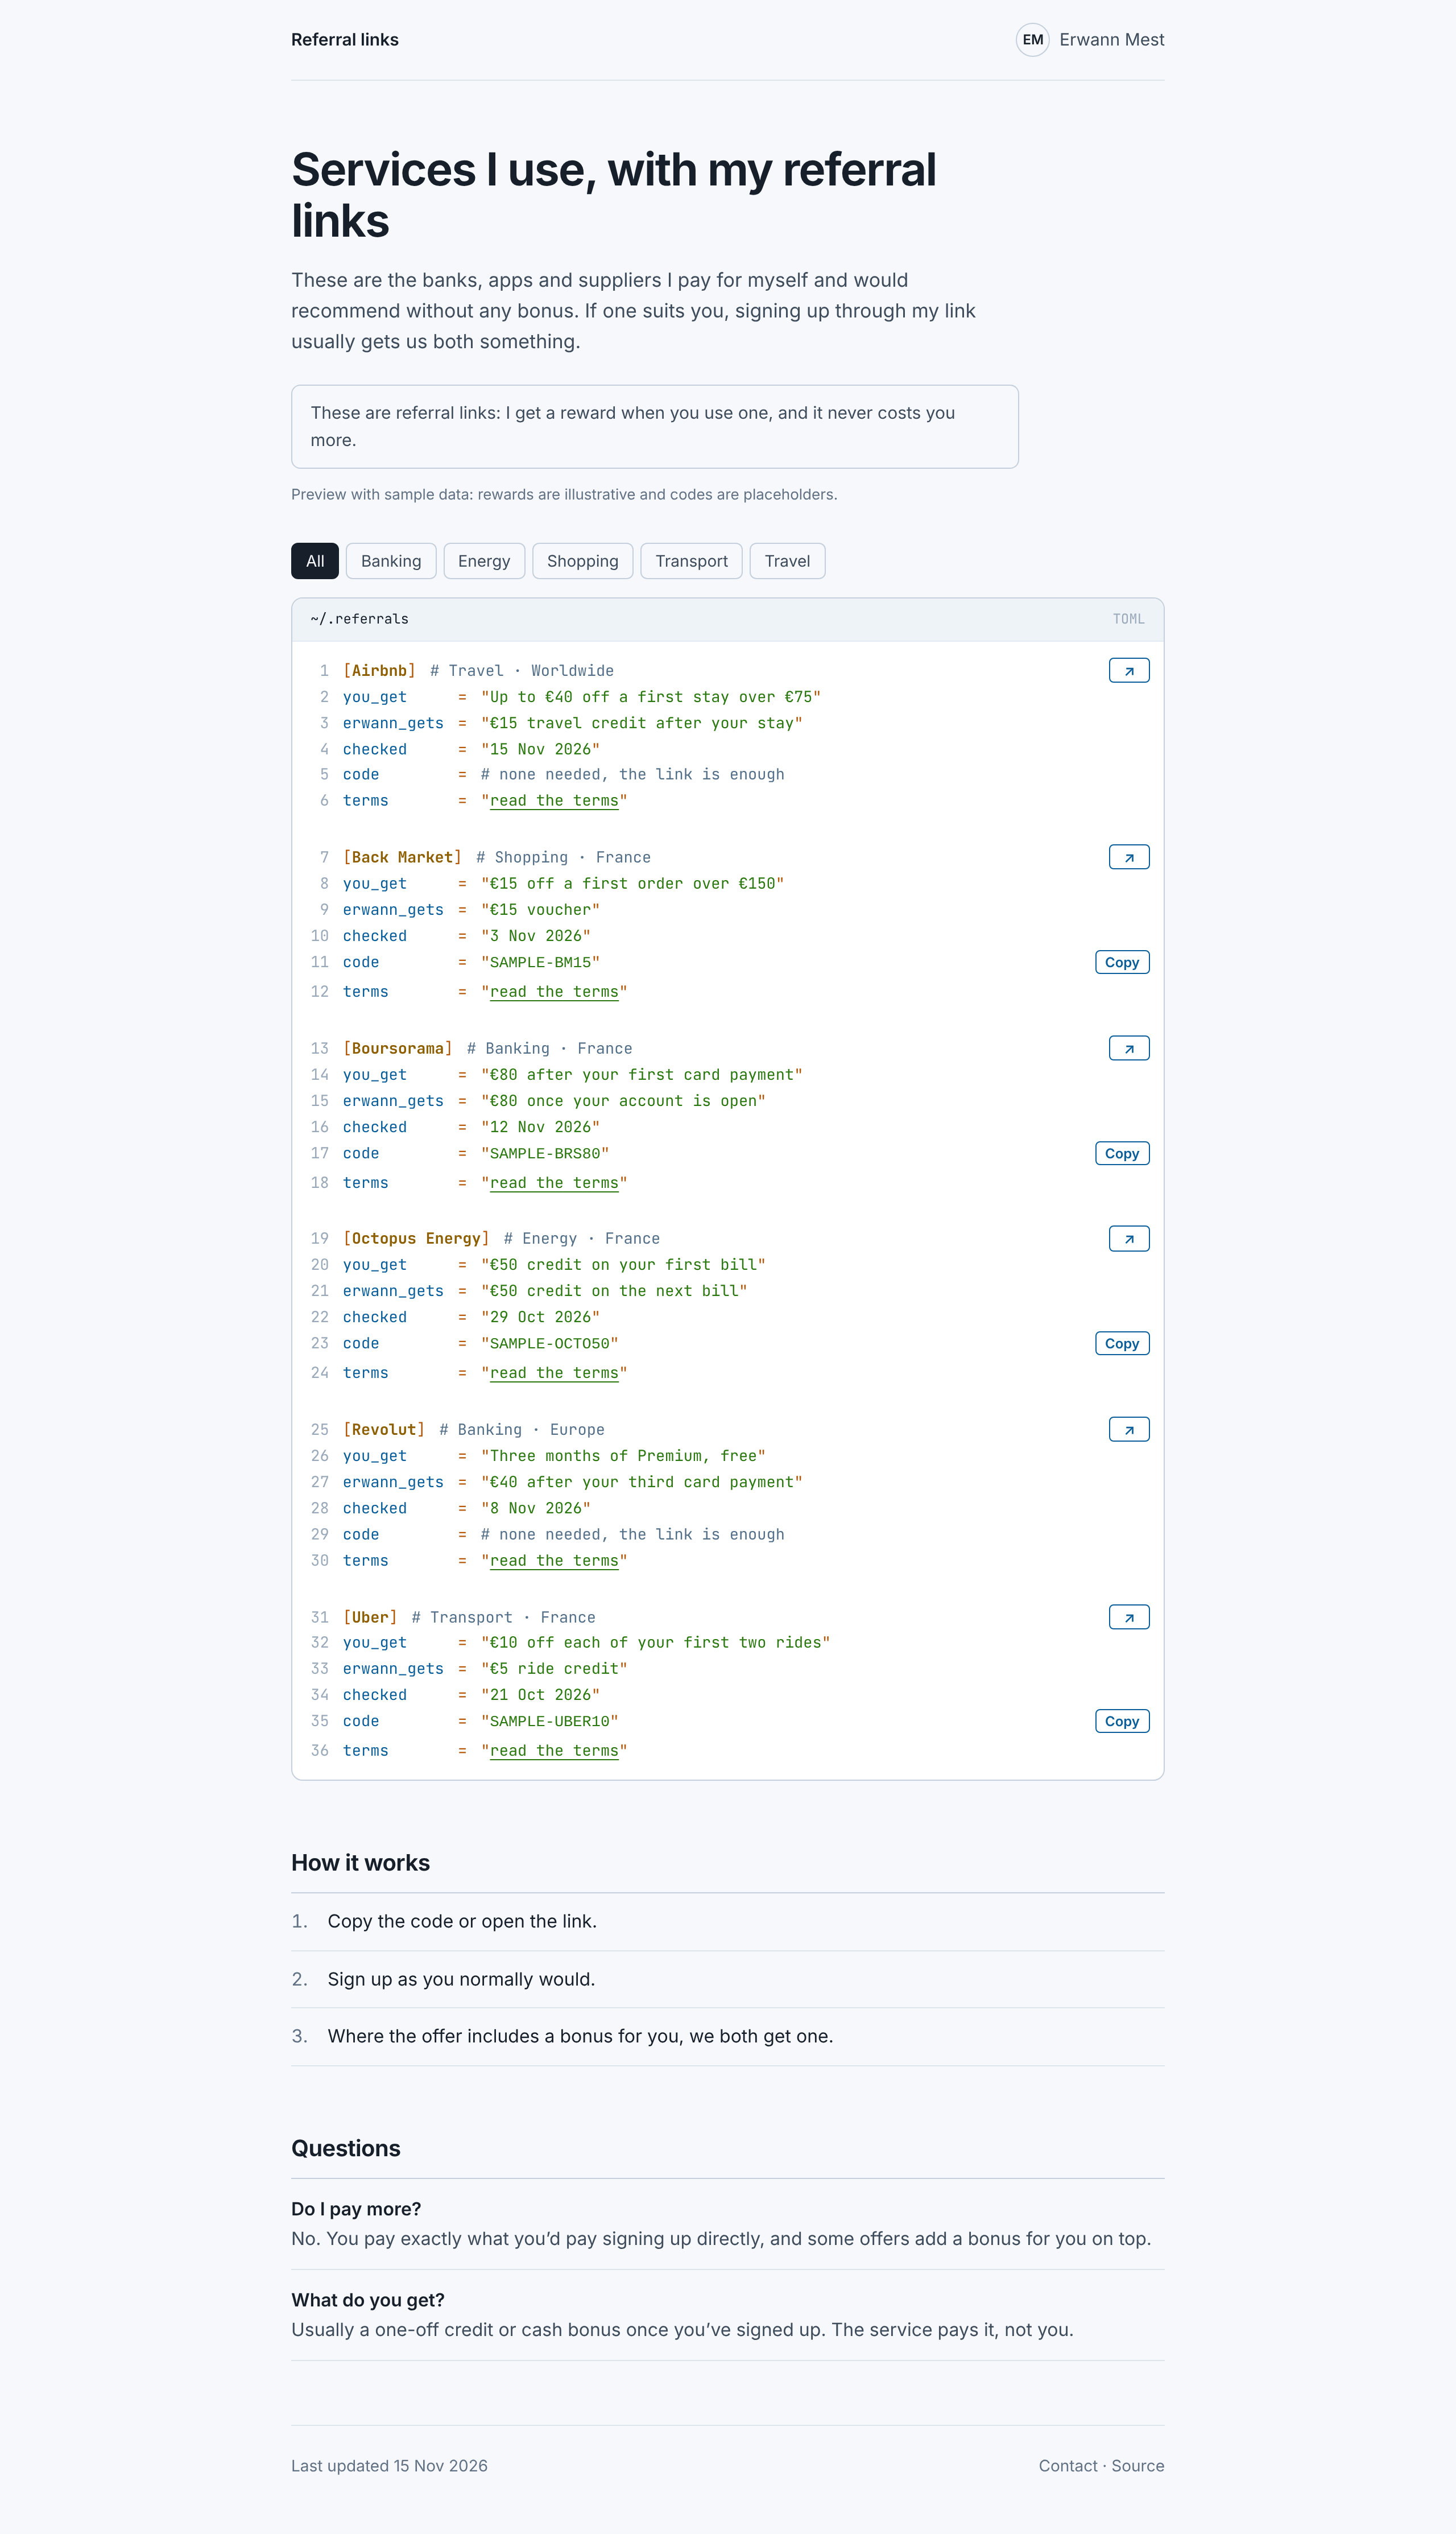 Referral links
EM Erwann Mest
Services I use, with my referral
links
These are the banks, apps and suppliers I pay for myself and would
recommend without any bonus. If one suits you, signing up through my link
usually gets us both something.
These are referral links: I get a reward when you use one, and it never costs you
more.
Preview with sample data: rewards are illustrative and codes are placeholders.
All Banking Energy Shopping Transport Travel
~/.referrals TOML
1 [Airbnb] # Travel · Worldwide ↗
2 you_get = "Up to €40 off a first stay over €75"
3 erwann_gets = "€15 travel credit after your stay"
4 checked = "15 Nov 2026"
5 code = # none needed, the link is enough
6 terms = "read the terms"
7 [Back Market] # Shopping · France ↗
8 you_get = "€15 off a first order over €150"
9 erwann_gets = "€15 voucher"
10 checked = "3 Nov 2026"
11 code = "SAMPLE-BM15" Copy
12 terms = "read the terms"
13 [Boursorama] # Banking · France ↗
14 you_get = "€80 after your first card payment"
15 erwann_gets = "€80 once your account is open"
16 checked = "12 Nov 2026"
17 code = "SAMPLE-BRS80" Copy
18 terms = "read the terms"
19 [Octopus Energy] # Energy · France ↗
20 you_get = "€50 credit on your first bill"
21 erwann_gets = "€50 credit on the next bill"
22 checked = "29 Oct 2026"
23 code = "SAMPLE-OCTO50" Copy
24 terms = "read the terms"
25 [Revolut] # Banking · Europe ↗
26 you_get = "Three months of Premium, free"
27 erwann_gets = "€40 after your third card payment"
28 checked = "8 Nov 2026"
29 code = # none needed, the link is enough
30 terms = "read the terms"
31 [Uber] # Transport · France ↗
32 you_get = "€10 off each of your first two rides"
33 erwann_gets = "€5 ride credit"
34 checked = "21 Oct 2026"
35 code = "SAMPLE-UBER10" Copy
36 terms = "read the terms"
How it works
1. Copy the code or open the link.
2. Sign up as you normally would.
3. Where the offer includes a bonus for you, we both get one.
Questions
Do I pay more?
No. You pay exactly what you’d pay signing up directly, and some offers add a bonus for you on top.
What do you get?
Usually a one-off credit or cash bonus once you’ve signed up. The service pays it, not you.
Last updated 15 Nov 2026 Contact · Source